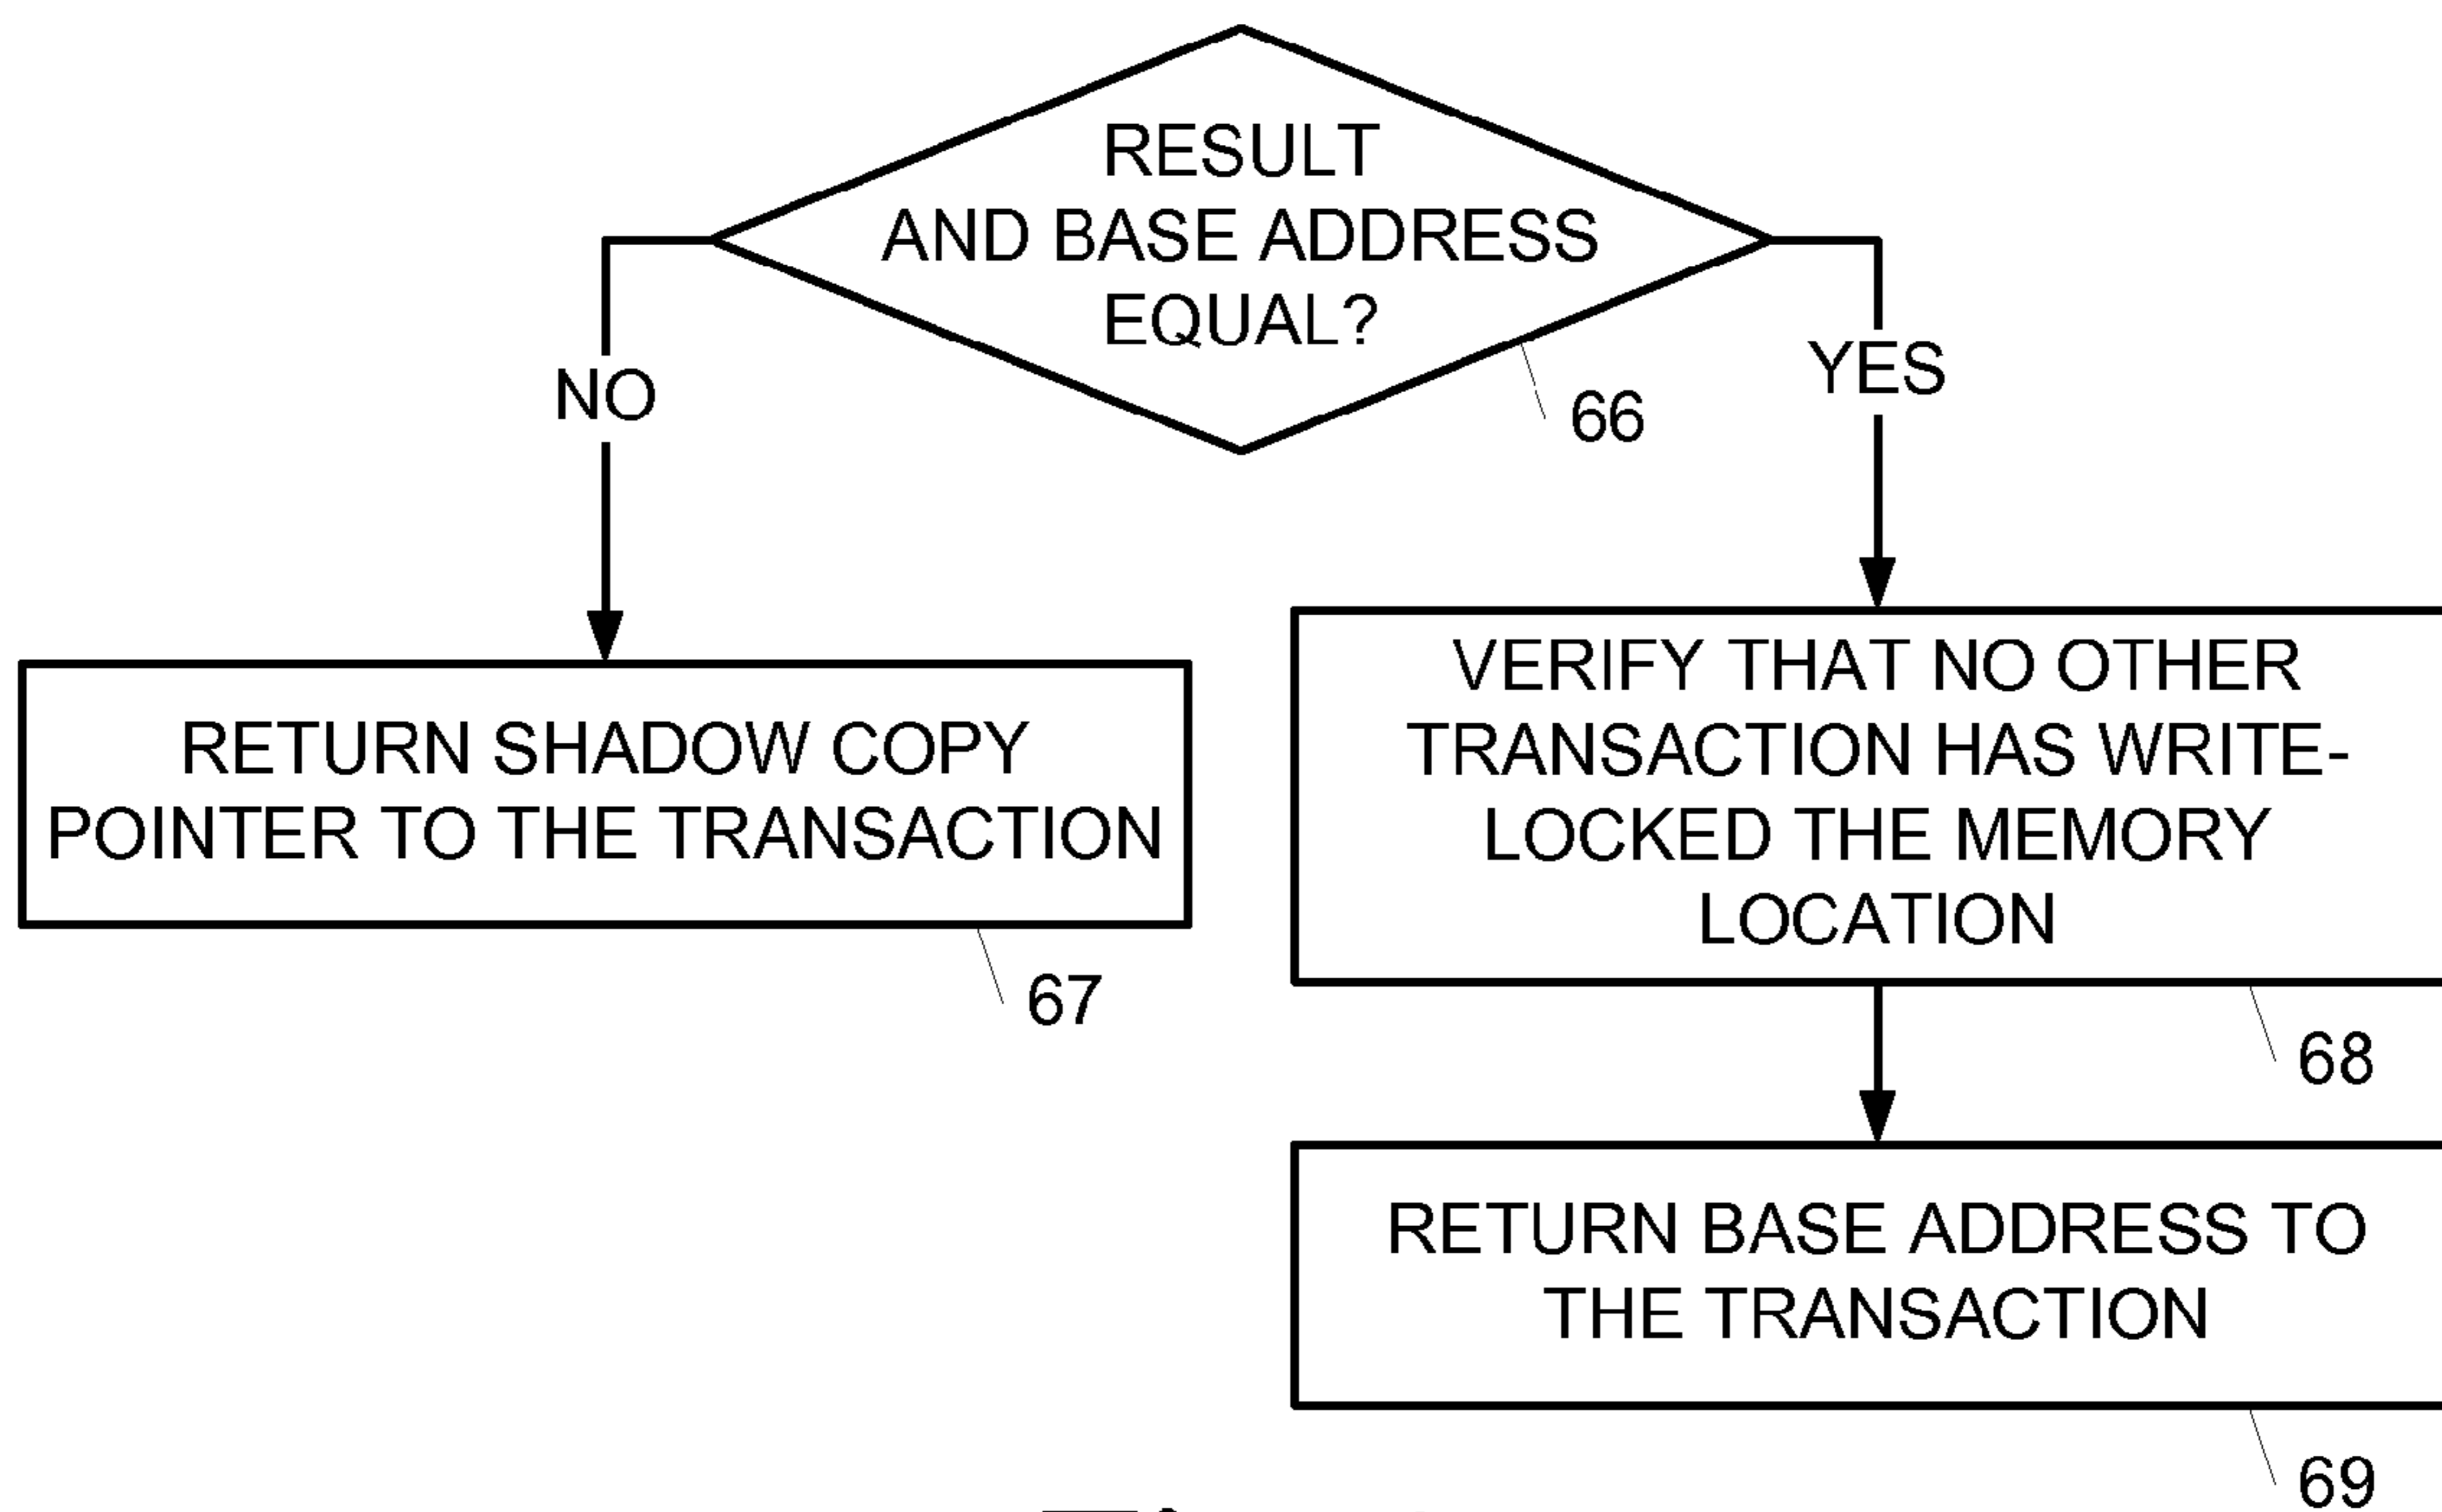 RESULT
AND BASE ADDRESS
EQUAL?
66
NO
YES
RETURN SHADOW COPY
POINTER TO THE TRANSACTION
67
VERIFY THAT NO OTHER
TRANSACTION HAS WRITE-
LOCKED THE MEMORY
LOCATION
68
RETURN BASE ADDRESS TO
THE TRANSACTION
69